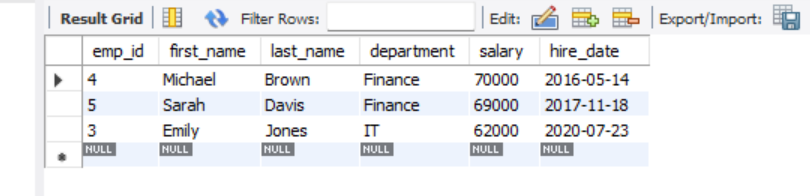 Result Grid Filter Rows: Edit: Export/Import:
emp_id first_name last_name department salary hire_date
4 Michael Brown Finance 70000 2016-05-14
5 Sarah Davis Finance 69000 2017-11-18
3 Emily Jones IT 62000 2020-07-23
NULL NULL NULL NULL NULL NULL